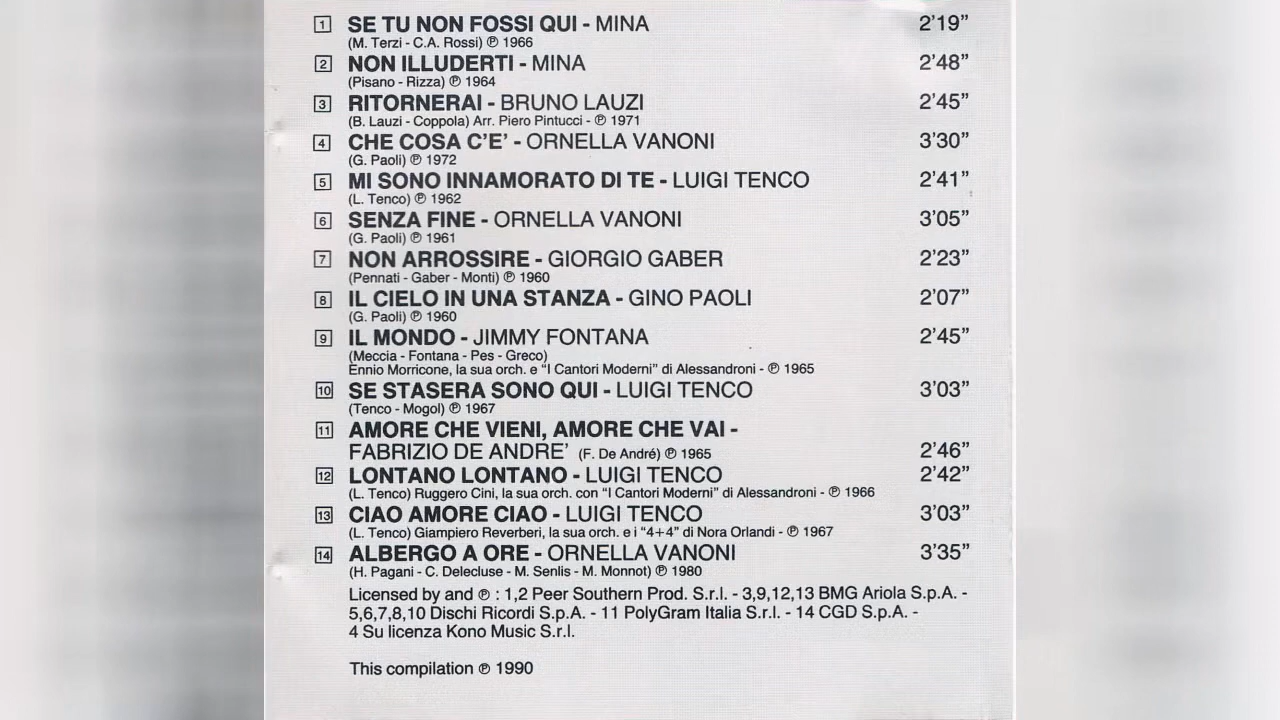 1 SE TU NON FOSSI QUI - MINA 2'19"
(M. Terzi - C.A. Rossi) ℗ 1966
2 NON ILLUDERTI - MINA 2'48"
(Pisano - Rizza) ℗ 1964
3 RITORNERAI - BRUNO LAUZI 2'45"
(B. Lauzi - Coppola) Arr. Piero Pintucci - ℗ 1971
4 CHE COSA C'E' - ORNELLA VANONI 3'30"
(G. Paoli) ℗ 1972
5 MI SONO INNAMORATO DI TE - LUIGI TENCO 2'41"
(L. Tenco) ℗ 1962
6 SENZA FINE - ORNELLA VANONI 3'05"
(G. Paoli) ℗ 1961
7 NON ARROSSIRE - GIORGIO GABER 2'23"
(Pennati - Gaber - Monti) ℗ 1960
8 IL CIELO IN UNA STANZA - GINO PAOLI 2'07"
(G. Paoli) ℗ 1960
9 IL MONDO - JIMMY FONTANA 2'45"
(Meccia - Fontana - Pes - Greco)
Ennio Morricone, la sua orch. e "I Cantori Moderni" di Alessandroni - ℗ 1965
10 SE STASERA SONO QUI - LUIGI TENCO 3'03"
(Tenco - Mogol) ℗ 1967
11 AMORE CHE VIENI, AMORE CHE VAI -
FABRIZIO DE ANDRE' (F. De André) ℗ 1965 2'46"
12 LONTANO LONTANO - LUIGI TENCO 2'42"
(L. Tenco) Ruggero Cini, la sua orch. con "I Cantori Moderni" di Alessandroni - ℗ 1966
13 CIAO AMORE CIAO - LUIGI TENCO 3'03"
(L. Tenco) Giampiero Reverberi, la sua orch. e i "4+4" di Nora Orlandi - ℗ 1967
14 ALBERGO A ORE - ORNELLA VANONI 3'35"
(H. Pagani - C. Delecluse - M. Senlis - M. Monnot) ℗ 1980
Licensed by and ℗ : 1,2 Peer Southern Prod. S.r.l. - 3,9,12,13 BMG Ariola S.p.A. -
5,6,7,8,10 Dischi Ricordi S.p.A. - 11 PolyGram Italia S.r.l. - 14 CGD S.p.A. -
4 Su licenza Kono Music S.r.l.
This compilation ℗ 1990